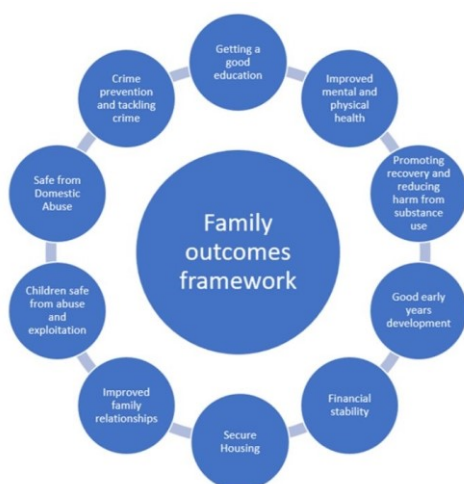 Getting a
good
education
Improved
mental and
physical
health
Promoting
recovery and
reducing
harm from
substance
use
Good early
years
development
Financial
stability
Secure
Housing
Improved
family
relationships
Children safe
from abuse
and
exploitation
Safe from
Domestic
Abuse
Crime
prevention
and tackling
crime
Family
outcomes
framework